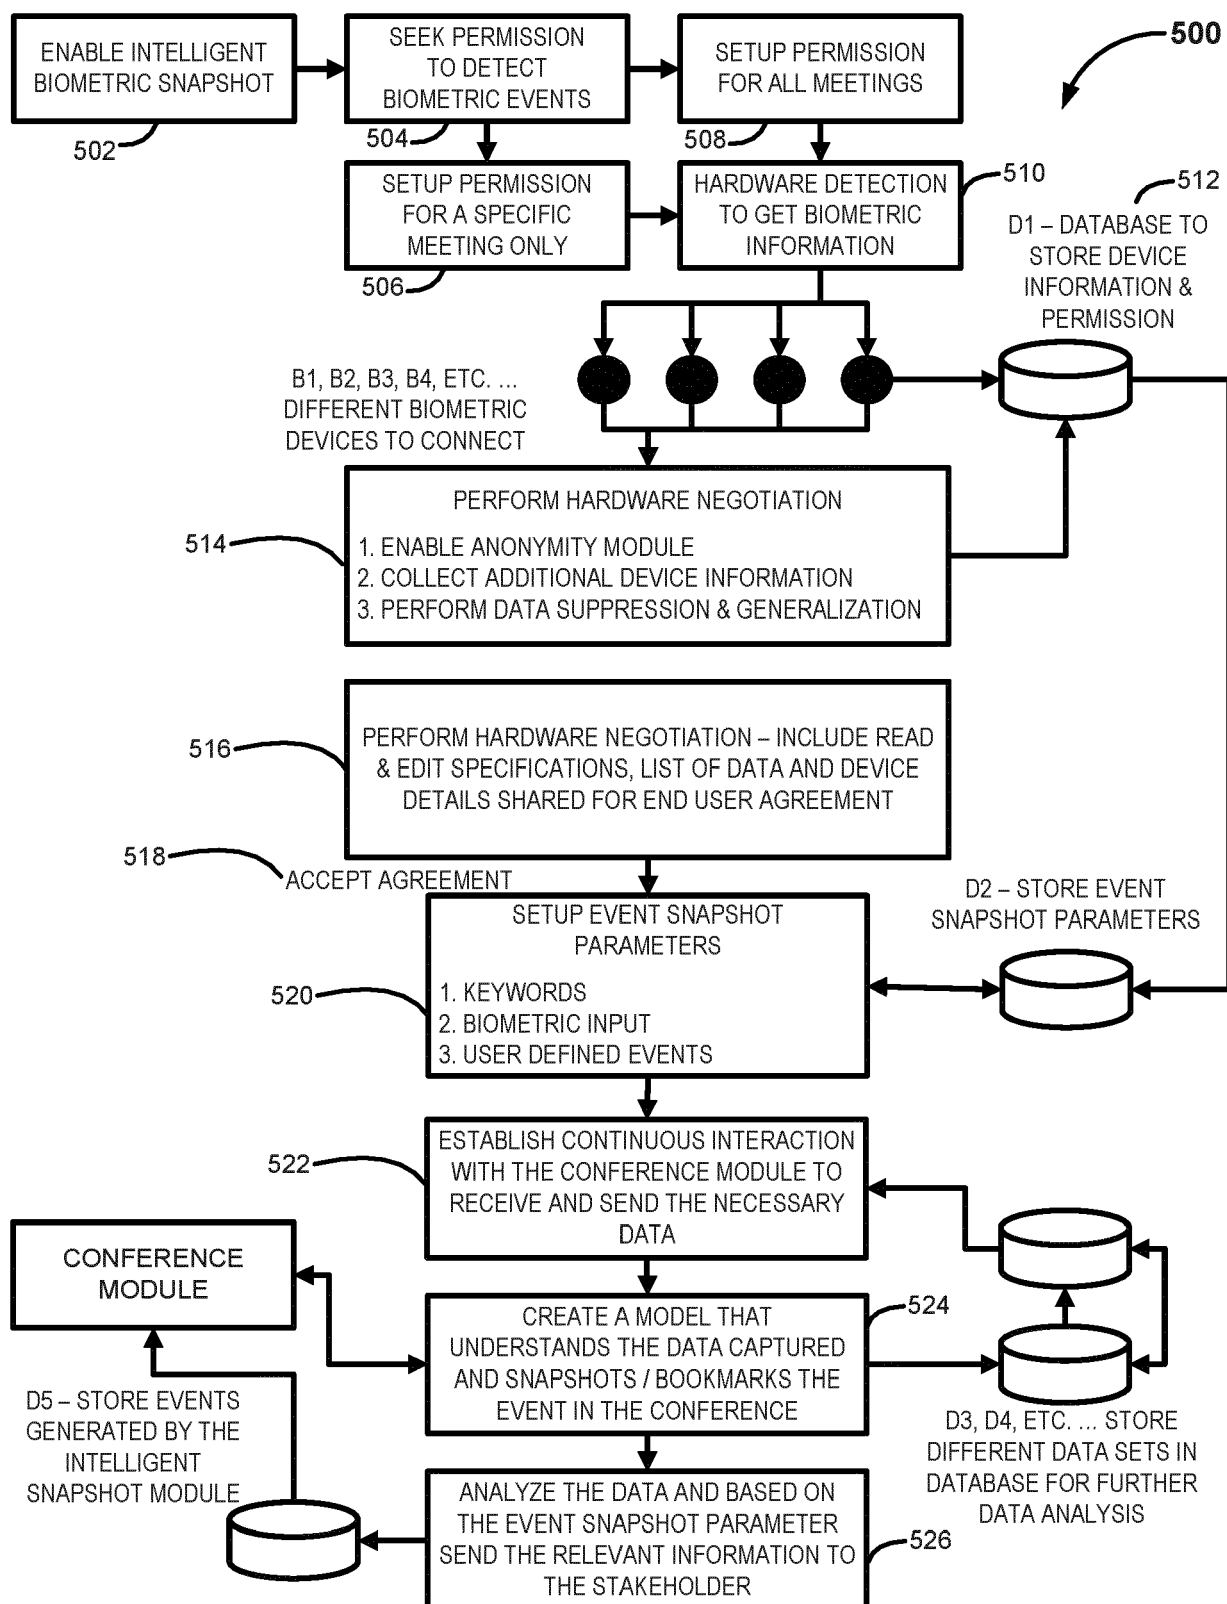 500
ENABLE INTELLIGENT
BIOMETRIC SNAPSHOT
502
SEEK PERMISSION
TO DETECT
BIOMETRIC EVENTS
504
SETUP PERMISSION
FOR ALL MEETINGS
508
SETUP PERMISSION
FOR A SPECIFIC
MEETING ONLY
506
HARDWARE DETECTION
TO GET BIOMETRIC
INFORMATION
510
512
D1 – DATABASE TO
STORE DEVICE
INFORMATION &
PERMISSION
B1, B2, B3, B4, ETC. ...
DIFFERENT BIOMETRIC
DEVICES TO CONNECT
PERFORM HARDWARE NEGOTIATION
514
1. ENABLE ANONYMITY MODULE
2. COLLECT ADDITIONAL DEVICE INFORMATION
3. PERFORM DATA SUPPRESSION & GENERALIZATION
516
PERFORM HARDWARE NEGOTIATION – INCLUDE READ
& EDIT SPECIFICATIONS, LIST OF DATA AND DEVICE
DETAILS SHARED FOR END USER AGREEMENT
518
ACCEPT AGREEMENT
D2 – STORE EVENT
SNAPSHOT PARAMETERS
SETUP EVENT SNAPSHOT
PARAMETERS
520
1. KEYWORDS
2. BIOMETRIC INPUT
3. USER DEFINED EVENTS
522
ESTABLISH CONTINUOUS INTERACTION
WITH THE CONFERENCE MODULE TO
RECEIVE AND SEND THE NECESSARY
DATA
CONFERENCE
MODULE
524
CREATE A MODEL THAT
UNDERSTANDS THE DATA CAPTURED
AND SNAPSHOTS / BOOKMARKS THE
EVENT IN THE CONFERENCE
D5 – STORE EVENTS
GENERATED BY THE
INTELLIGENT
SNAPSHOT MODULE
D3, D4, ETC. ... STORE
DIFFERENT DATA SETS IN
DATABASE FOR FURTHER
DATA ANALYSIS
ANALYZE THE DATA AND BASED ON
THE EVENT SNAPSHOT PARAMETER
SEND THE RELEVANT INFORMATION TO
THE STAKEHOLDER
526